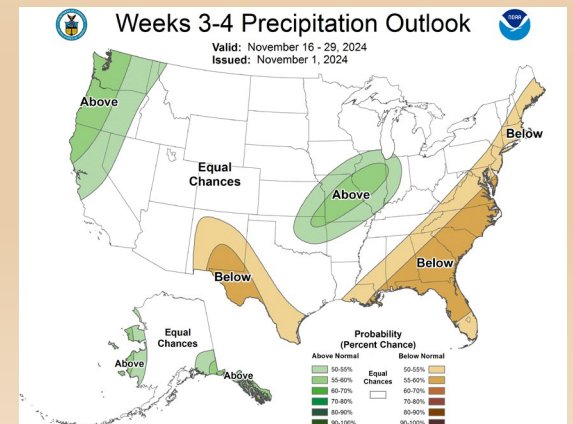 Weeks 3-4 Precipitation Outlook
NOAA
Valid: November 16 - 29, 2024
Issued: November 1, 2024
Above
Below
Equal
Chances
Above
Below
Below
Equal
Chances
Above
Above
Probability
(Percent Chance)
Above Normal
Below Normal
50-55%
55-60%
60-70%
70-80%
80-90%
90-100%
Equal
Chances
50-55%
55-60%
60-70%
70-80%
80-90%
90-100%